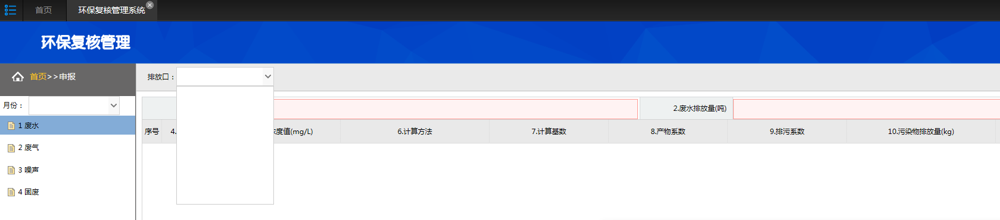 首页
环保复核管理系统
环保复核管理
首页>>申报
排放口：
月份：
1 废水
2 废气
3 噪声
4 固废
2.废水排放量(吨)
序号
4.
度值(mg/L)
6.计算方法
7.计算基数
8.产物系数
9.排污系数
10.污染物排放量(kg)